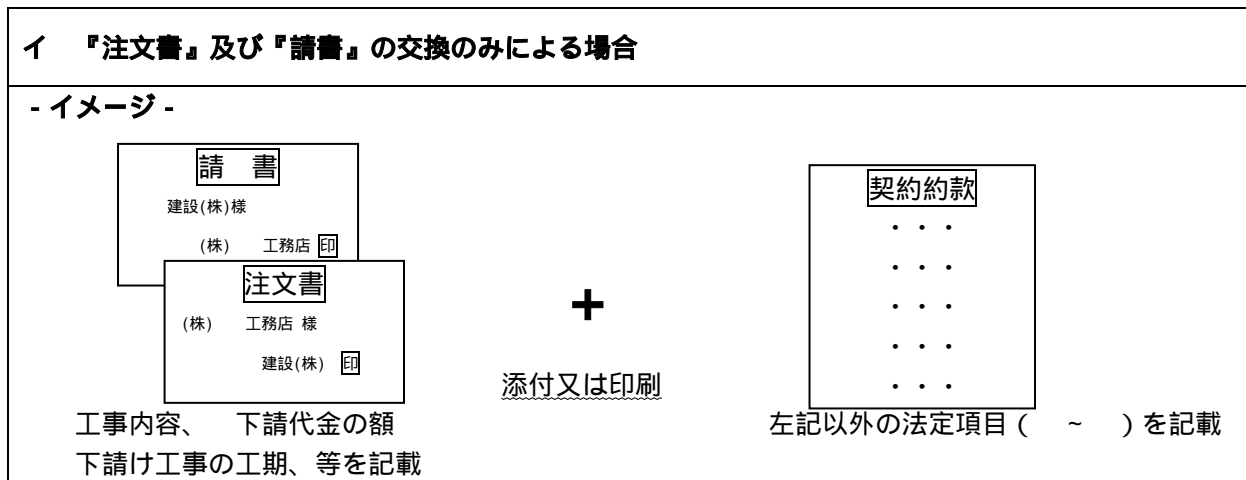 イ 『注文書』及び『請書』の交換のみによる場合
- イメージ -
請 書
建設(株)様
(株) 工務店 印
注文書
(株) 工務店 様
建設(株) 印
工事内容、 下請代金の額
下請け工事の工期、等を記載
+
添付又は印刷
契約約款
・・・
・・・
・・・
・・・
・・・
左記以外の法定項目( ~ )を記載